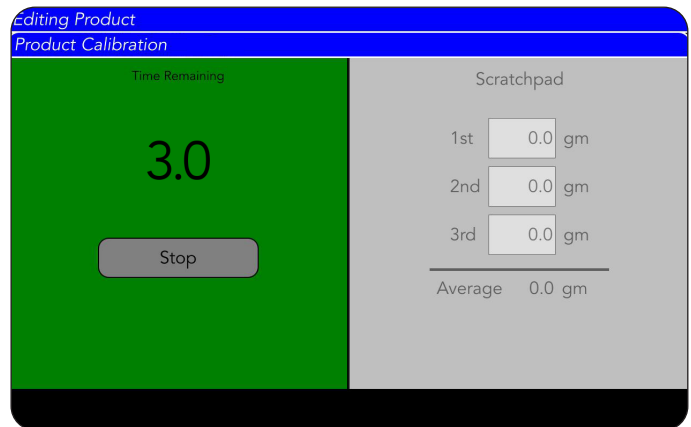 Editing Product
Product Calibration
Time Remaining
3.0
Stop
Scratchpad
1st 0.0 gm
2nd 0.0 gm
3rd 0.0 gm
Average 0.0 gm